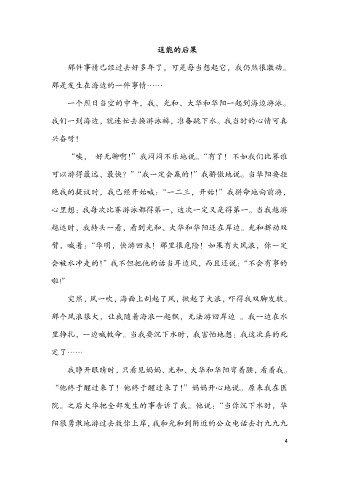 逞能的后果
那件事情已经过去好多年了，可是每当想起它，我仍然很激动。
那是发生在海边的一件事情……
一个烈日当空的中午，我、光和、大华和华阳一起到海边游泳。
我们一到海边，就连忙去换游泳裤，准备跳下水。我当时的心情可真
兴奋呀！
“唉， 好无聊啊！”我闷闷不乐地说。“有了！不如我们比赛谁
可以游得最远、最快？”“我一定会赢的！”我骄傲地说。当华阳要拒
绝我的提议时，我已经开始喊：“一二三，开始！”我拼命地向前游，
心里想：我每次比赛游泳都得第一，这次一定又是得第一。当我越游
越远时，我转头一看，看到光和、大华和华阳还在岸边。光和挥动双
臂，喊着：“华明，快游回来！那里很危险！如果有大风浪，你一定
会被水冲走的！”我不但把他的话当耳边风，而且还说：“不会有事的
啦！”
突然，风一吹，海面上刮起了风，掀起了大浪，吓得我双脚发软。
那个风浪很大，让我随着海浪一起飘，无法游回岸边 。我一边在水
里挣扎，一边喊救命。当我要沉下水时，我害怕地想：我这次真的死
定了……
我睁开眼睛时，只看见妈妈、光和、大华和华阳弯着腰，看着我。
“他终于醒过来了！他终于醒过来了！”妈妈开心地说。原来我在医
院。之后大华把全部发生的事告诉了我。他说：“当你沉下水时，华
阳很勇敢地游过去救你上岸，我和光和到附近的公众电话去打九九九
4